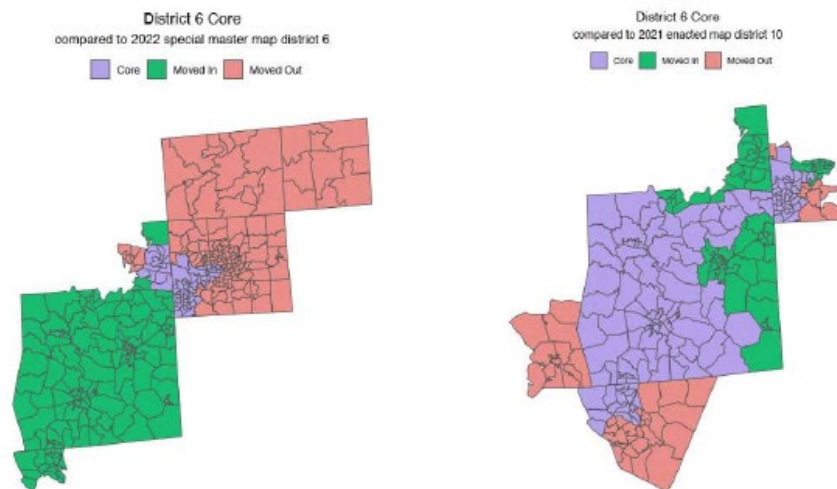 District 6 Core
compared to 2022 special master map district 6
Core Moved In Moved Out
District 6 Core
compared to 2021 enacted map district 10
Core Moved In Moved Out